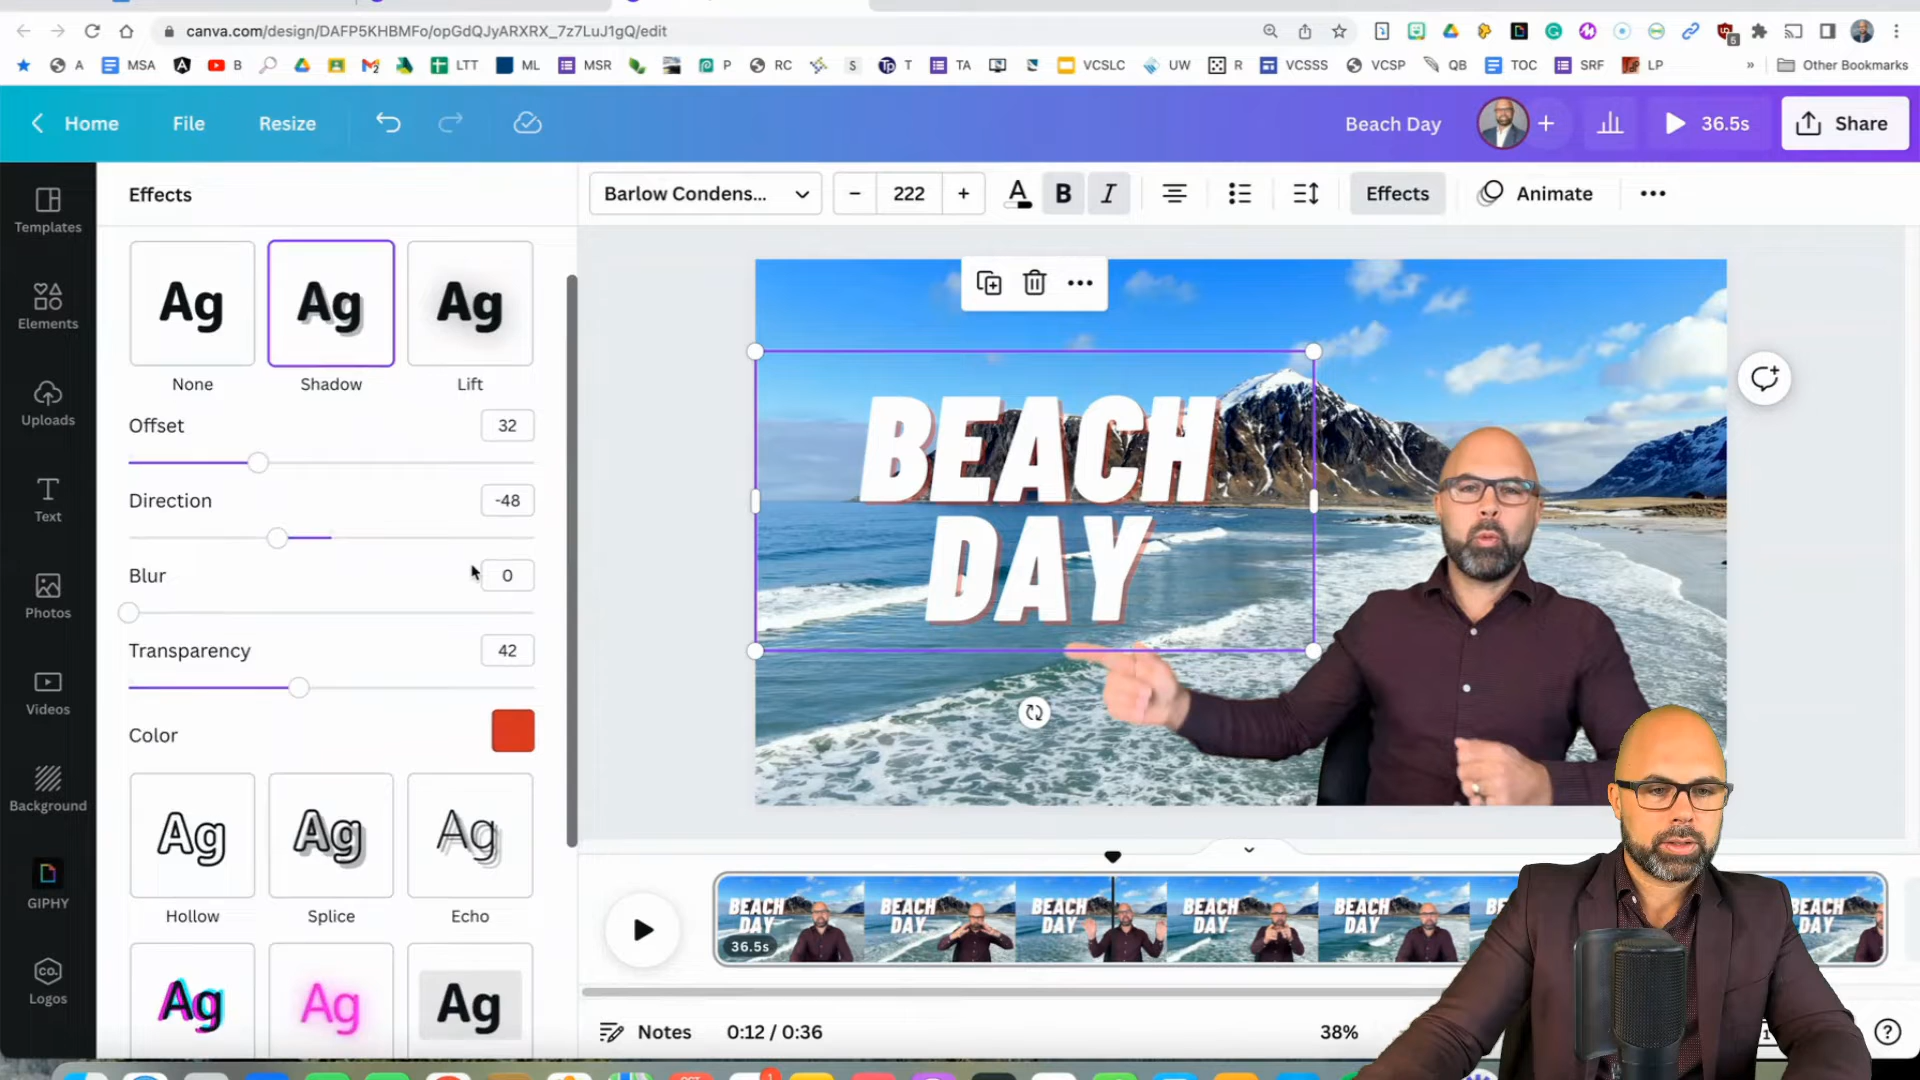 canva.com/design/DAFP5KHBMFo/opGdQJyARXRX_7z7LuJ1gQ/edit
5
A MSA B LTT ML MSR P RC S T TA VCSLC UW R VCSSS VCSP QB TOC SRF LP » Other Bookmarks
Home File Resize Beach Day + 36.5s Share
Effects
Barlow Condens... − 222 + A B I Effects Animate •••
Templates
Elements
Uploads
Text
Photos
Videos
Background
GIPHY
CO.
Logos
Ag Ag Ag
None Shadow Lift
Offset 32
Direction -48
Blur 0
Transparency 42
Color
Ag Ag Ag
Hollow Splice Echo
Ag Ag Ag
BEACH
DAY
BEACH DAY
BEACH DAY
BEACH DAY
BEACH DAY
BEACH DAY
BEACH
36.5s
Notes 0:12 / 0:36 38% ?
1